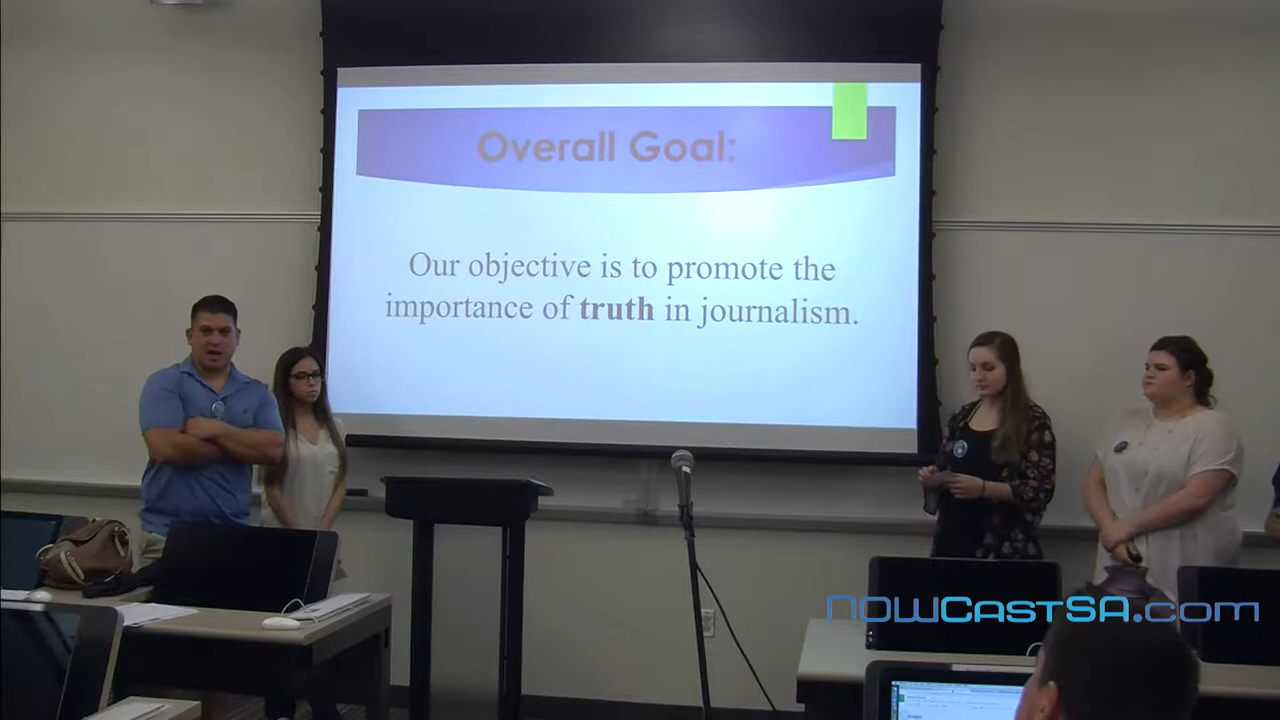 Overall Goal:
Our objective is to promote the
importance of truth in journalism.
NOWCastSA.com